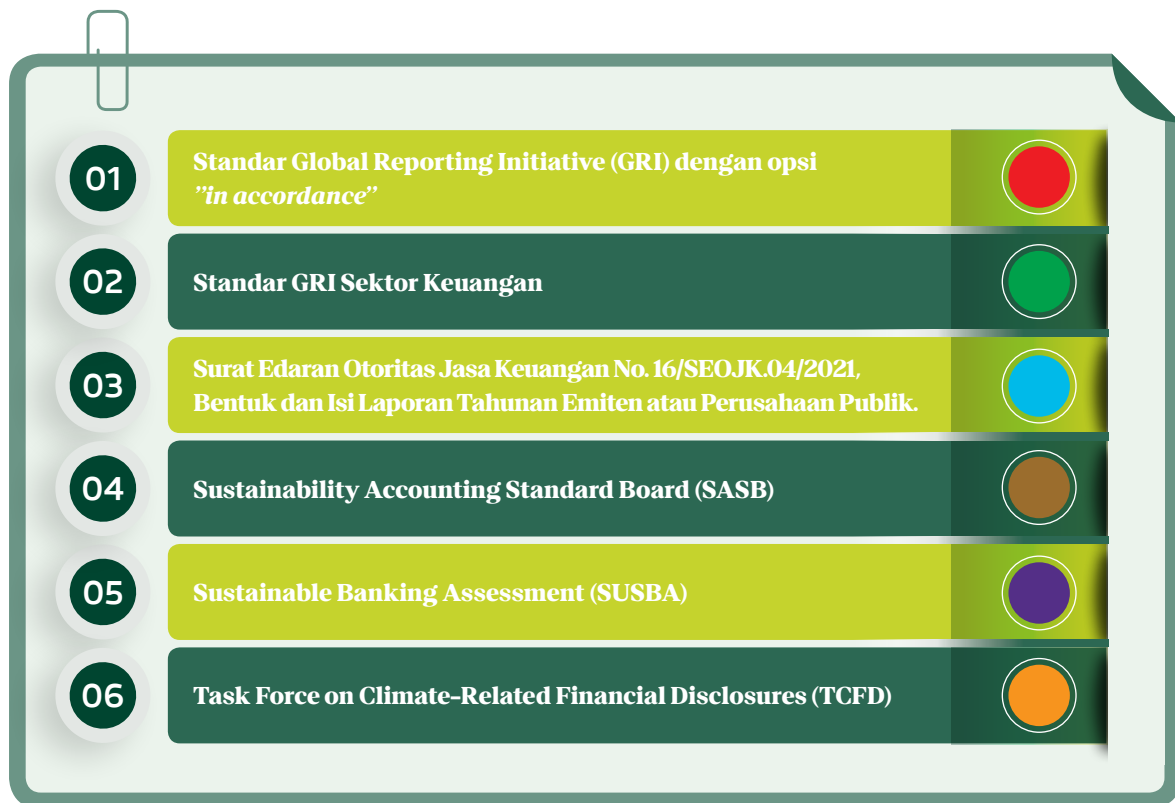 01
Standar Global Reporting Initiative (GRI) dengan opsi
”in accordance”
02
Standar GRI Sektor Keuangan
03
Surat Edaran Otoritas Jasa Keuangan No. 16/SEOJK.04/2021,
Bentuk dan Isi Laporan Tahunan Emiten atau Perusahaan Publik.
04
Sustainability Accounting Standard Board (SASB)
05
Sustainable Banking Assessment (SUSBA)
06
Task Force on Climate-Related Financial Disclosures (TCFD)